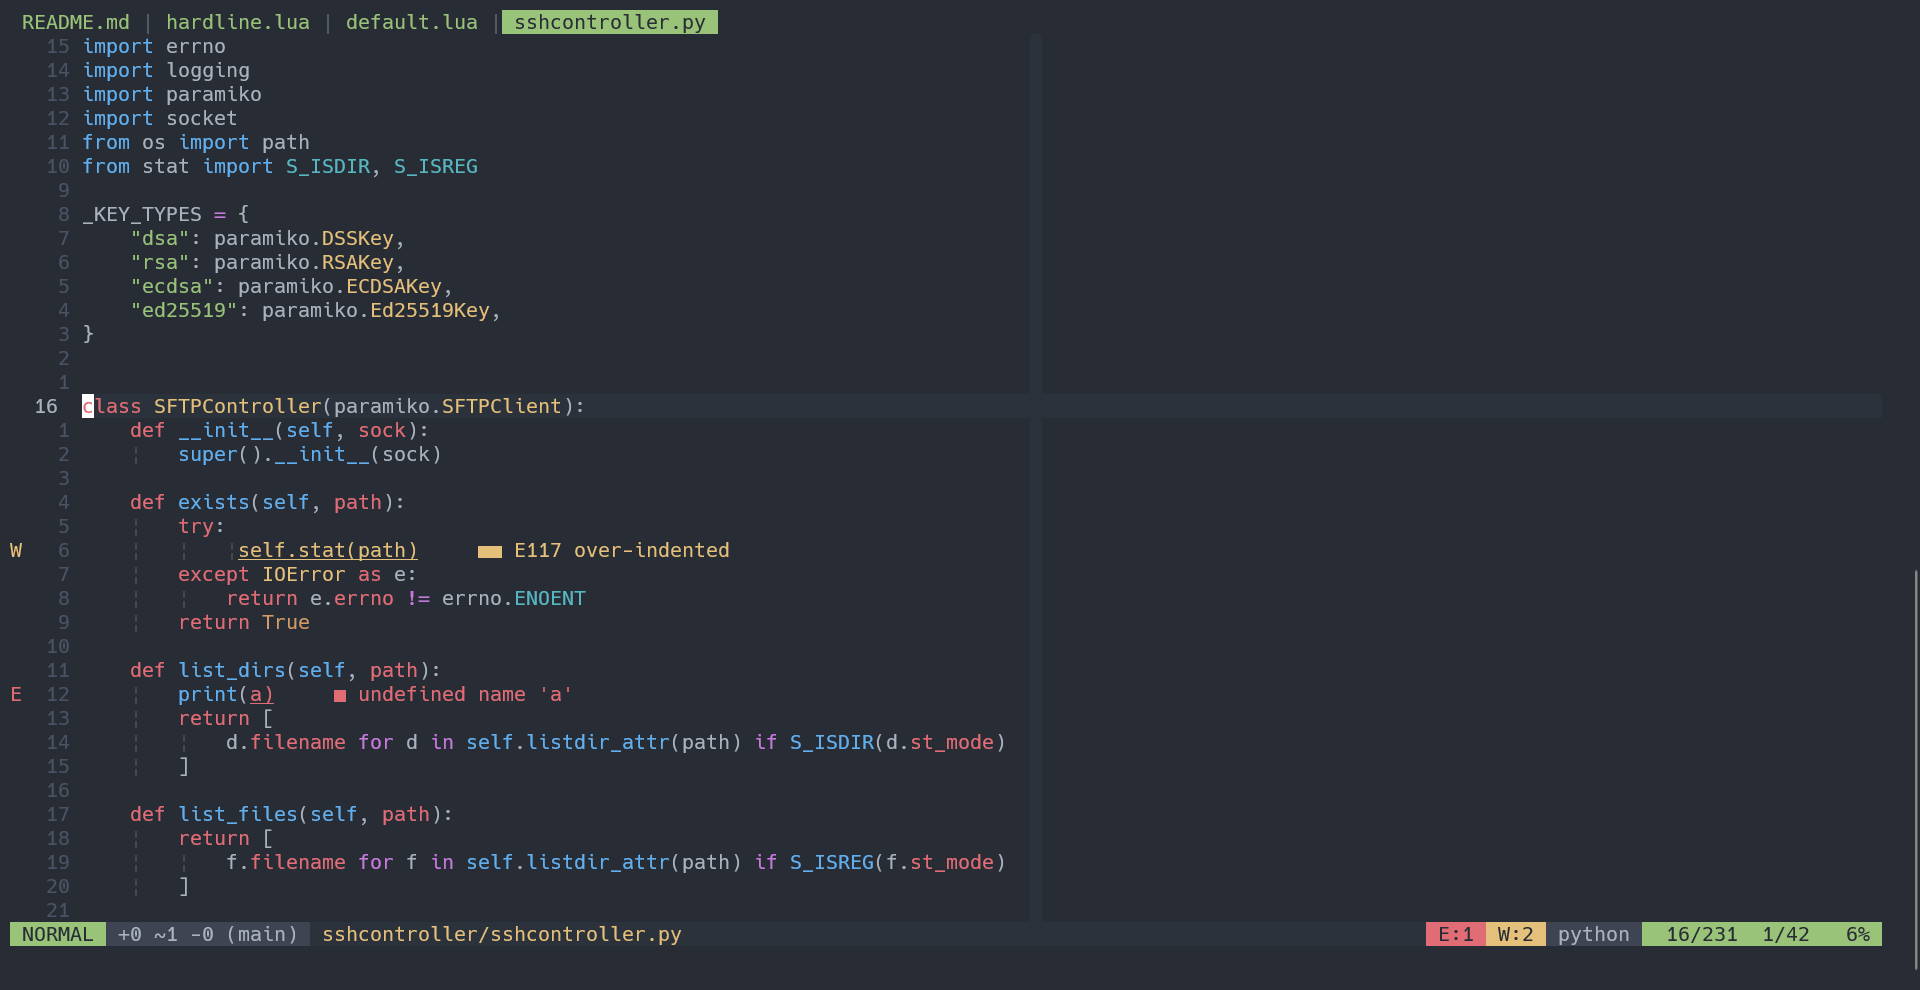 README.md | hardline.lua | default.lua | sshcontroller.py
15 import errno
14 import logging
13 import paramiko
12 import socket
11 from os import path
10 from stat import S_ISDIR, S_ISREG
9
8 _KEY_TYPES = {
7     "dsa": paramiko.DSSKey,
6     "rsa": paramiko.RSAKey,
5     "ecdsa": paramiko.ECDSAKey,
4     "ed25519": paramiko.Ed25519Key,
3 }
2
1
16 class SFTPController(paramiko.SFTPClient):
1     def __init__(self, sock):
2     ¦   super().__init__(sock)
3
4     def exists(self, path):
5     ¦   try:
W 6     ¦   ¦   ¦self.stat(path)     ■■ E117 over-indented
7     ¦   except IOError as e:
8     ¦   ¦   return e.errno != errno.ENOENT
9     ¦   return True
10
11     def list_dirs(self, path):
E 12     ¦   print(a)     ■ undefined name 'a'
13     ¦   return [
14     ¦   ¦   d.filename for d in self.listdir_attr(path) if S_ISDIR(d.st_mode)
15     ¦   ]
16
17     def list_files(self, path):
18     ¦   return [
19     ¦   ¦   f.filename for f in self.listdir_attr(path) if S_ISREG(f.st_mode)
20     ¦   ]
21
NORMAL +0 ~1 -0 (main) sshcontroller/sshcontroller.py E:1 W:2 python 16/231 1/42 6%